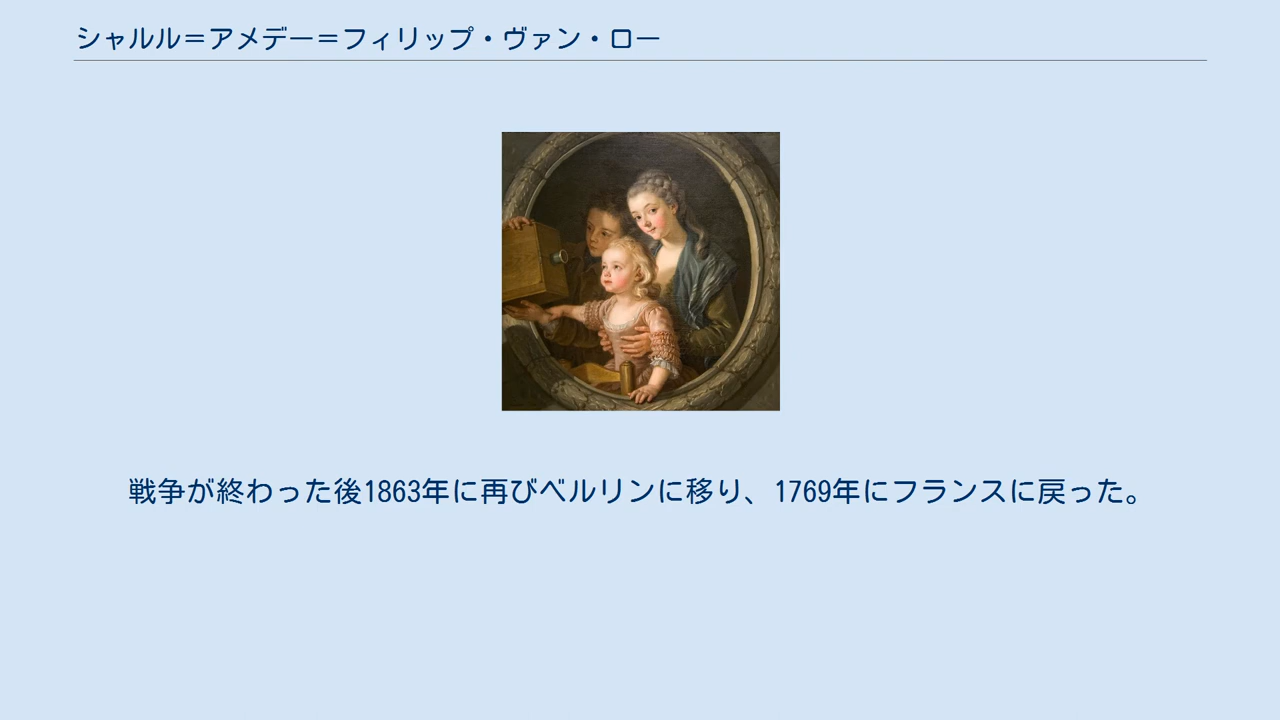 シャルル＝アメデー＝フィリップ・ヴァン・ロー
戦争が終わった後1863年に再びベルリンに移り、1769年にフランスに戻った。